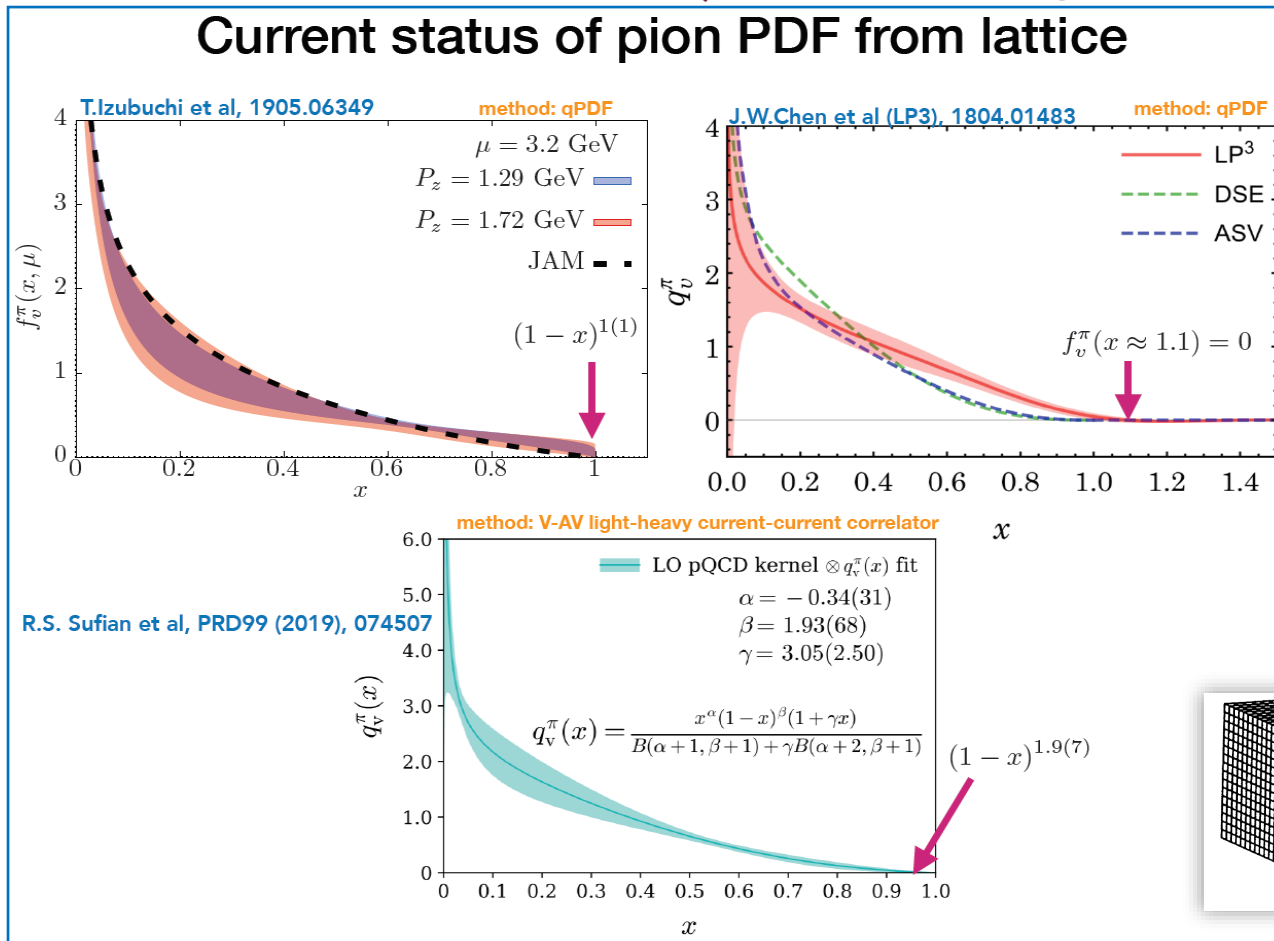 Current status of pion PDF from lattice
T.Izubuchi et al, 1905.06349
method: qPDF
4
3
2
1
0
μ = 3.2 GeV
P_z = 1.29 GeV
P_z = 1.72 GeV
JAM
(1 − x)^{1(1)}
f_v^π(x, μ)
0 0.2 0.4 0.6 0.8 1
x
J.W.Chen et al (LP3), 1804.01483
method: qPDF
4
3
2
1
0
LP³
DSE
ASV
f_v^π(x ≈ 1.1) = 0
q_v^π
0.0 0.2 0.4 0.6 0.8 1.0 1.2 1.4
x
method: V-AV light-heavy current-current correlator
R.S. Sufian et al, PRD99 (2019), 074507
6.0
5.0
4.0
3.0
2.0
1.0
0
LO pQCD kernel ⊗ q_v^π(x) fit
α = −0.34(31)
β = 1.93(68)
γ = 3.05(2.50)
q_v^π(x) = \frac{x^α(1−x)^β(1+γx)}{B(α+1,β+1)+γB(α+2,β+1)}
(1 − x)^{1.9(7)}
q_v^π(x)
0 0.1 0.2 0.3 0.4 0.5 0.6 0.7 0.8 0.9 1.0
x